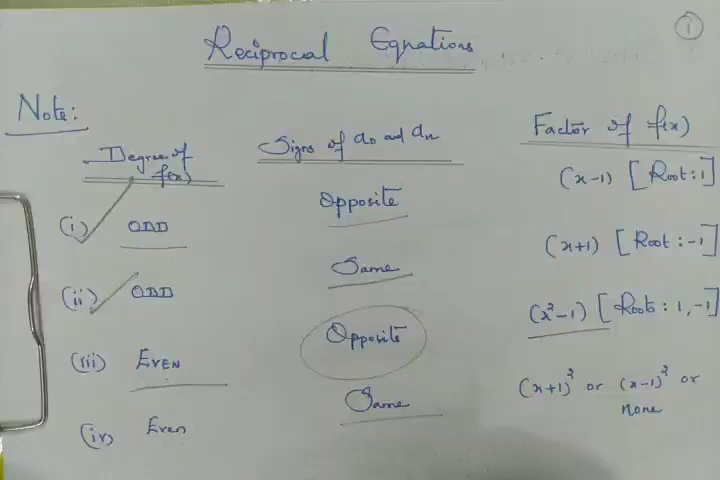 1
Reciprocal Equations
Note:
Degree of f(x) Signs of a₀ and aₙ Factor of f(x)
(i) ODD Opposite (x-1) [Root:1]
(ii) ODD Same (x+1) [Root:-1]
(iii) EVEN Opposite (x²-1) [Roots: 1,-1]
(iv) Even Same (x+1)² or (x-1)² or none